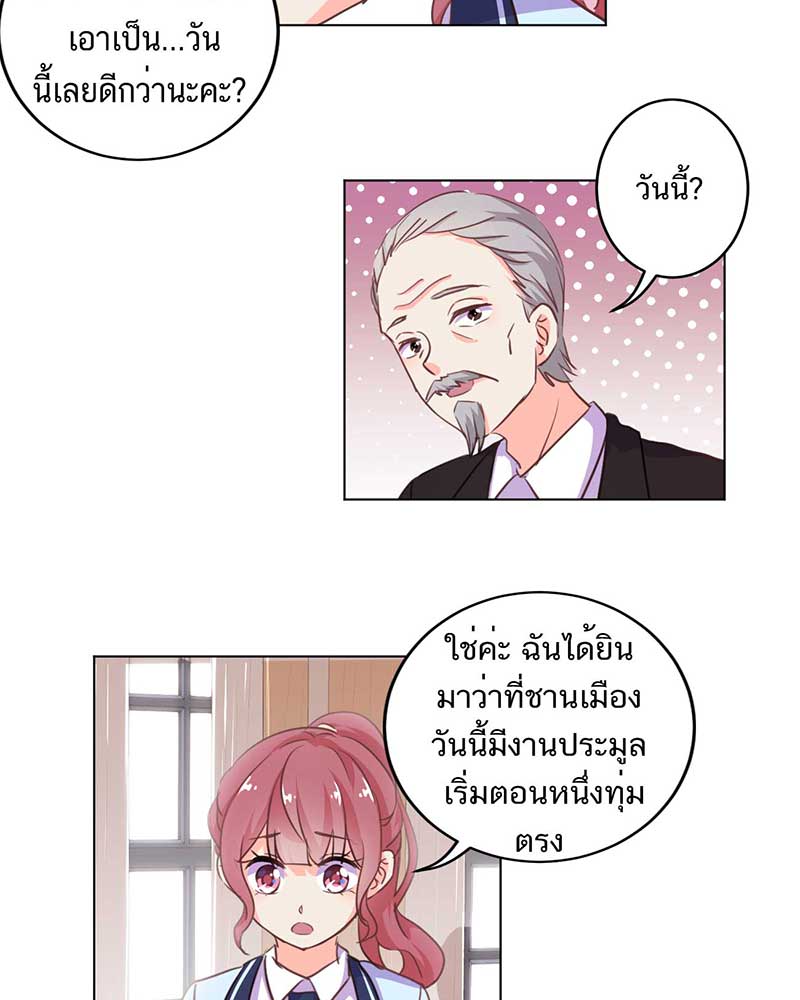 เอาเป็น...วัน
นี้เลยดีกว่านะคะ?
วันนี้?
ใช่ค่ะ ฉันได้ยิน
มาว่าที่ชานเมือง
วันนี้มีงานประมูล
เริ่มตอนหนึ่งทุ่ม
ตรง